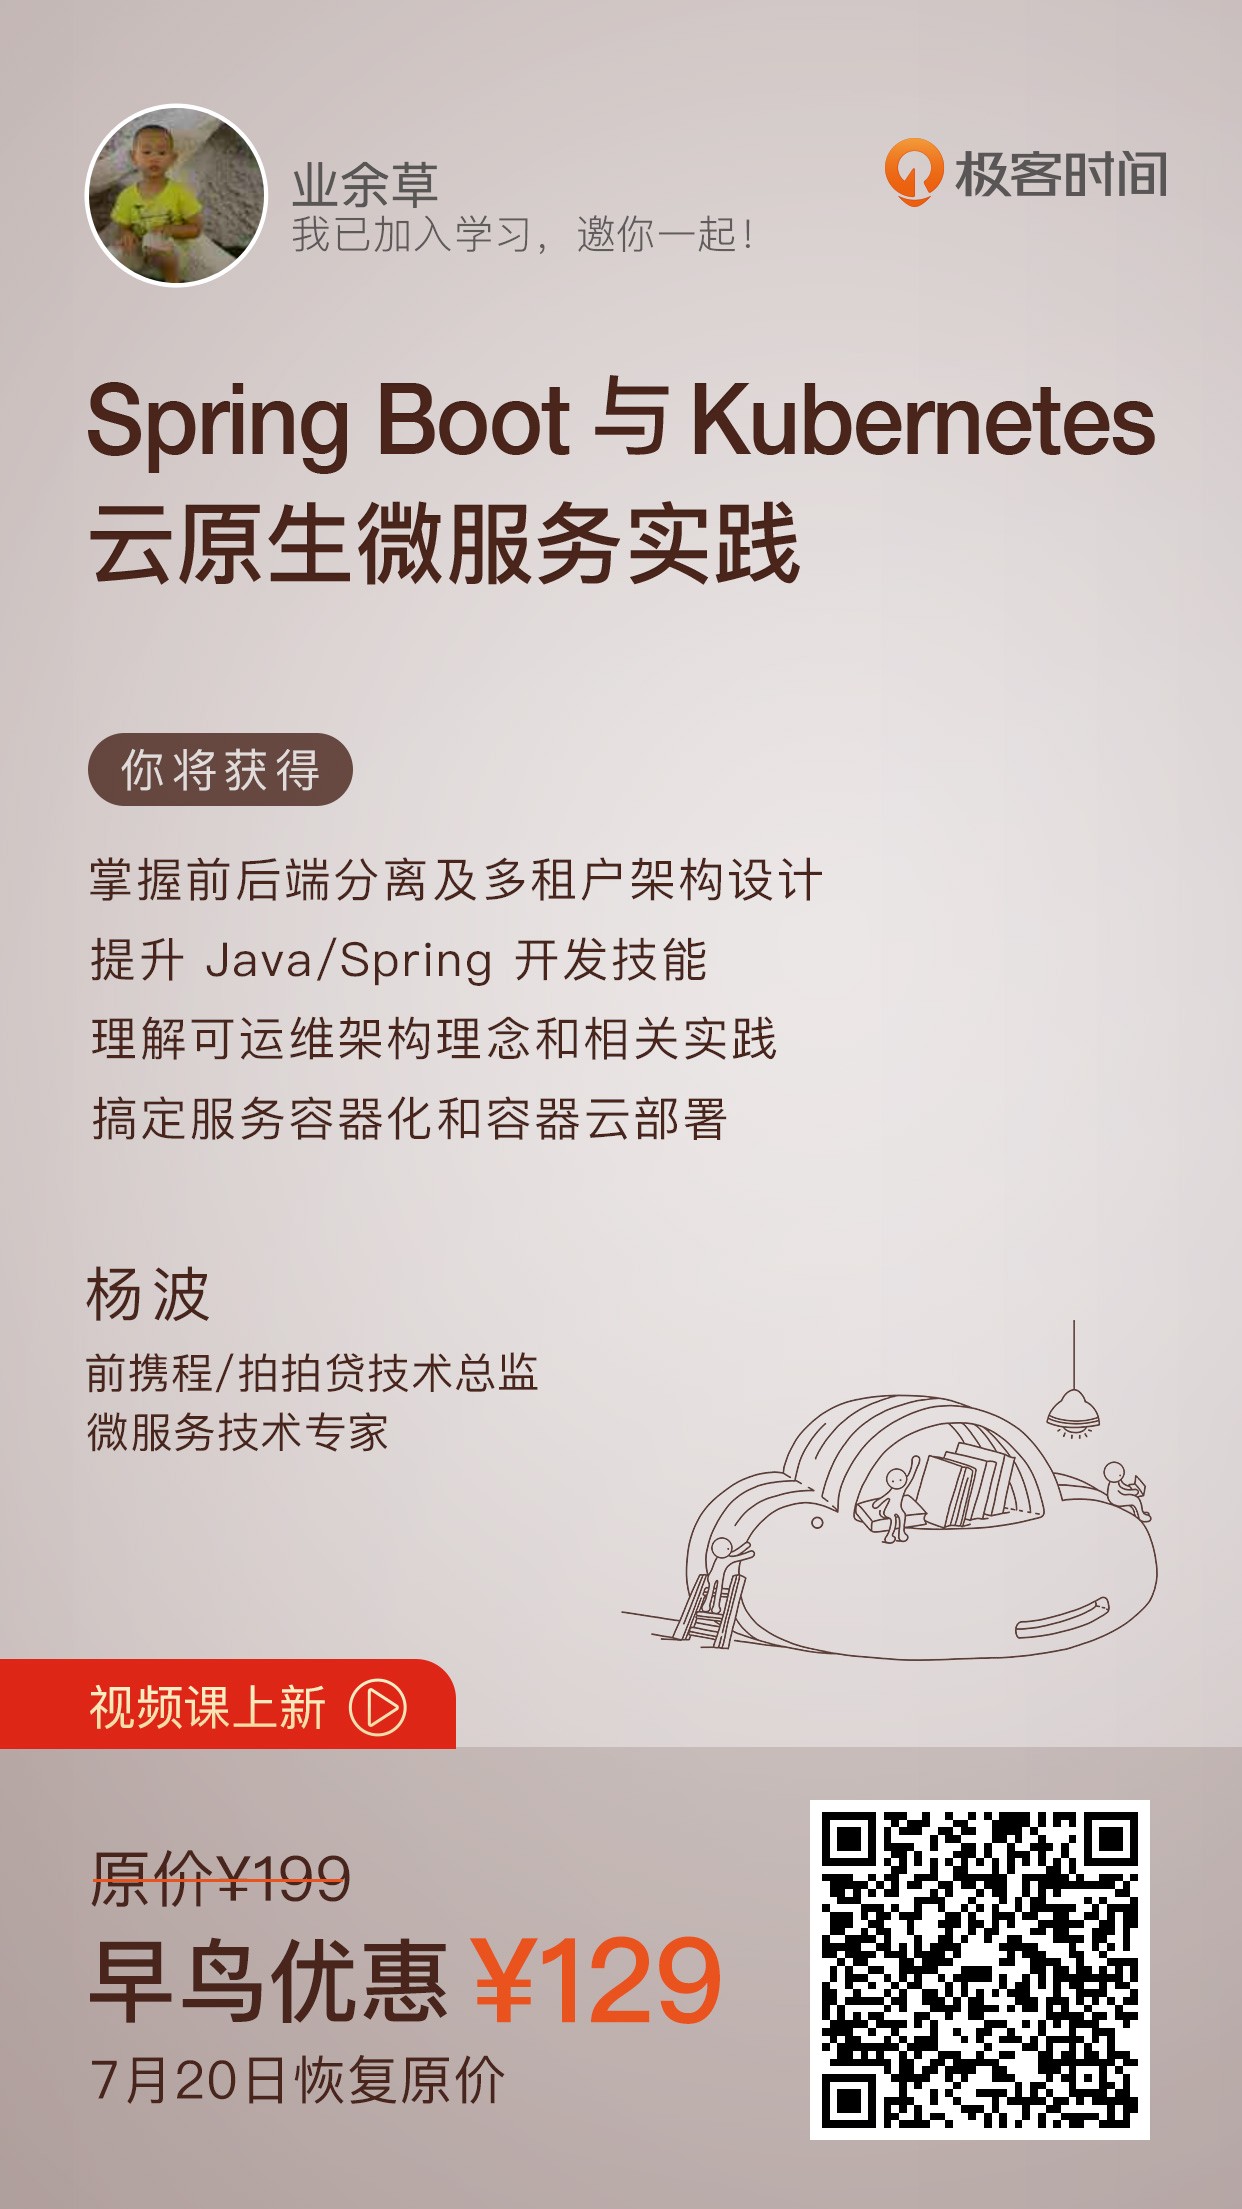 业余草
我已加入学习，邀你一起！
极客时间
Spring Boot 与 Kubernetes
云原生微服务实践
你将获得
掌握前后端分离及多租户架构设计
提升 Java/Spring 开发技能
理解可运维架构理念和相关实践
搞定服务容器化和容器云部署
杨波
前携程/拍拍贷技术总监
微服务技术专家
视频课上新
原价¥199
早鸟优惠 ¥129
7月20日恢复原价